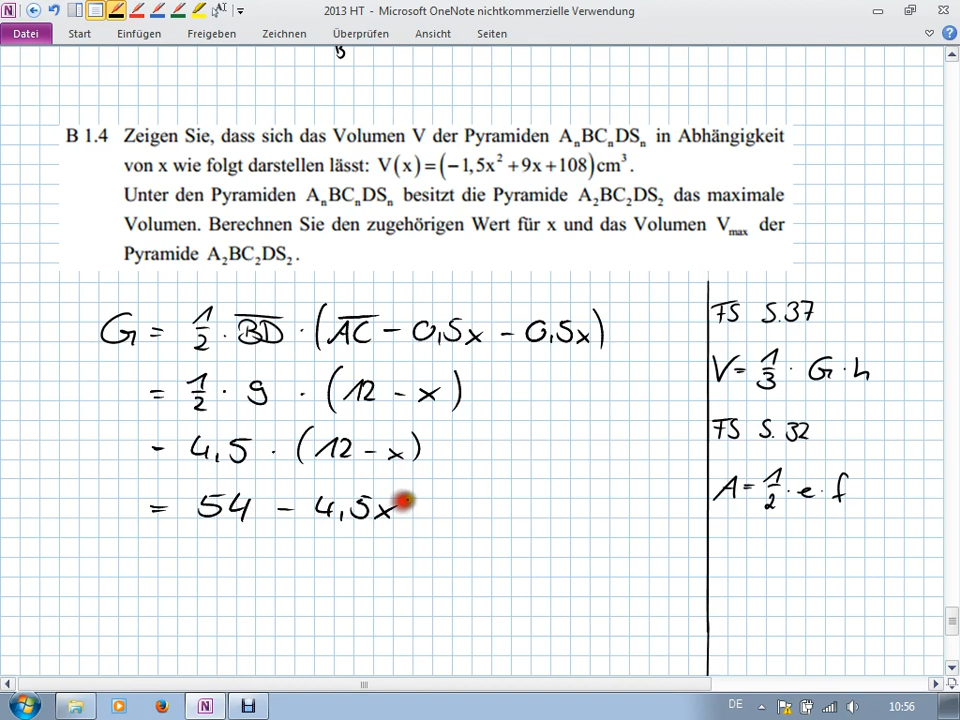 2013 HT - Microsoft OneNote nichtkommerzielle Verwendung
Datei Start Einfügen Freigeben Zeichnen Überprüfen Ansicht Seiten
B
B 1.4 Zeigen Sie, dass sich das Volumen V der Pyramiden AₙBCₙDSₙ in Abhängigkeit
von x wie folgt darstellen lässt: V(x) = (−1,5x² + 9x + 108) cm³.
Unter den Pyramiden AₙBCₙDSₙ besitzt die Pyramide A₂BC₂DS₂ das maximale
Volumen. Berechnen Sie den zugehörigen Wert für x und das Volumen Vmax der
Pyramide A₂BC₂DS₂.
G = 1/2 · B̅D̅ · (A̅C̅ − 0,5x − 0,5x)
= 1/2 · 9 · (12 − x)
= 4,5 · (12 − x)
= 54 − 4,5x
FS S.37
V = 1/3 · G · h
FS S. 32
A = 1/2 · e · f
DE 10:56